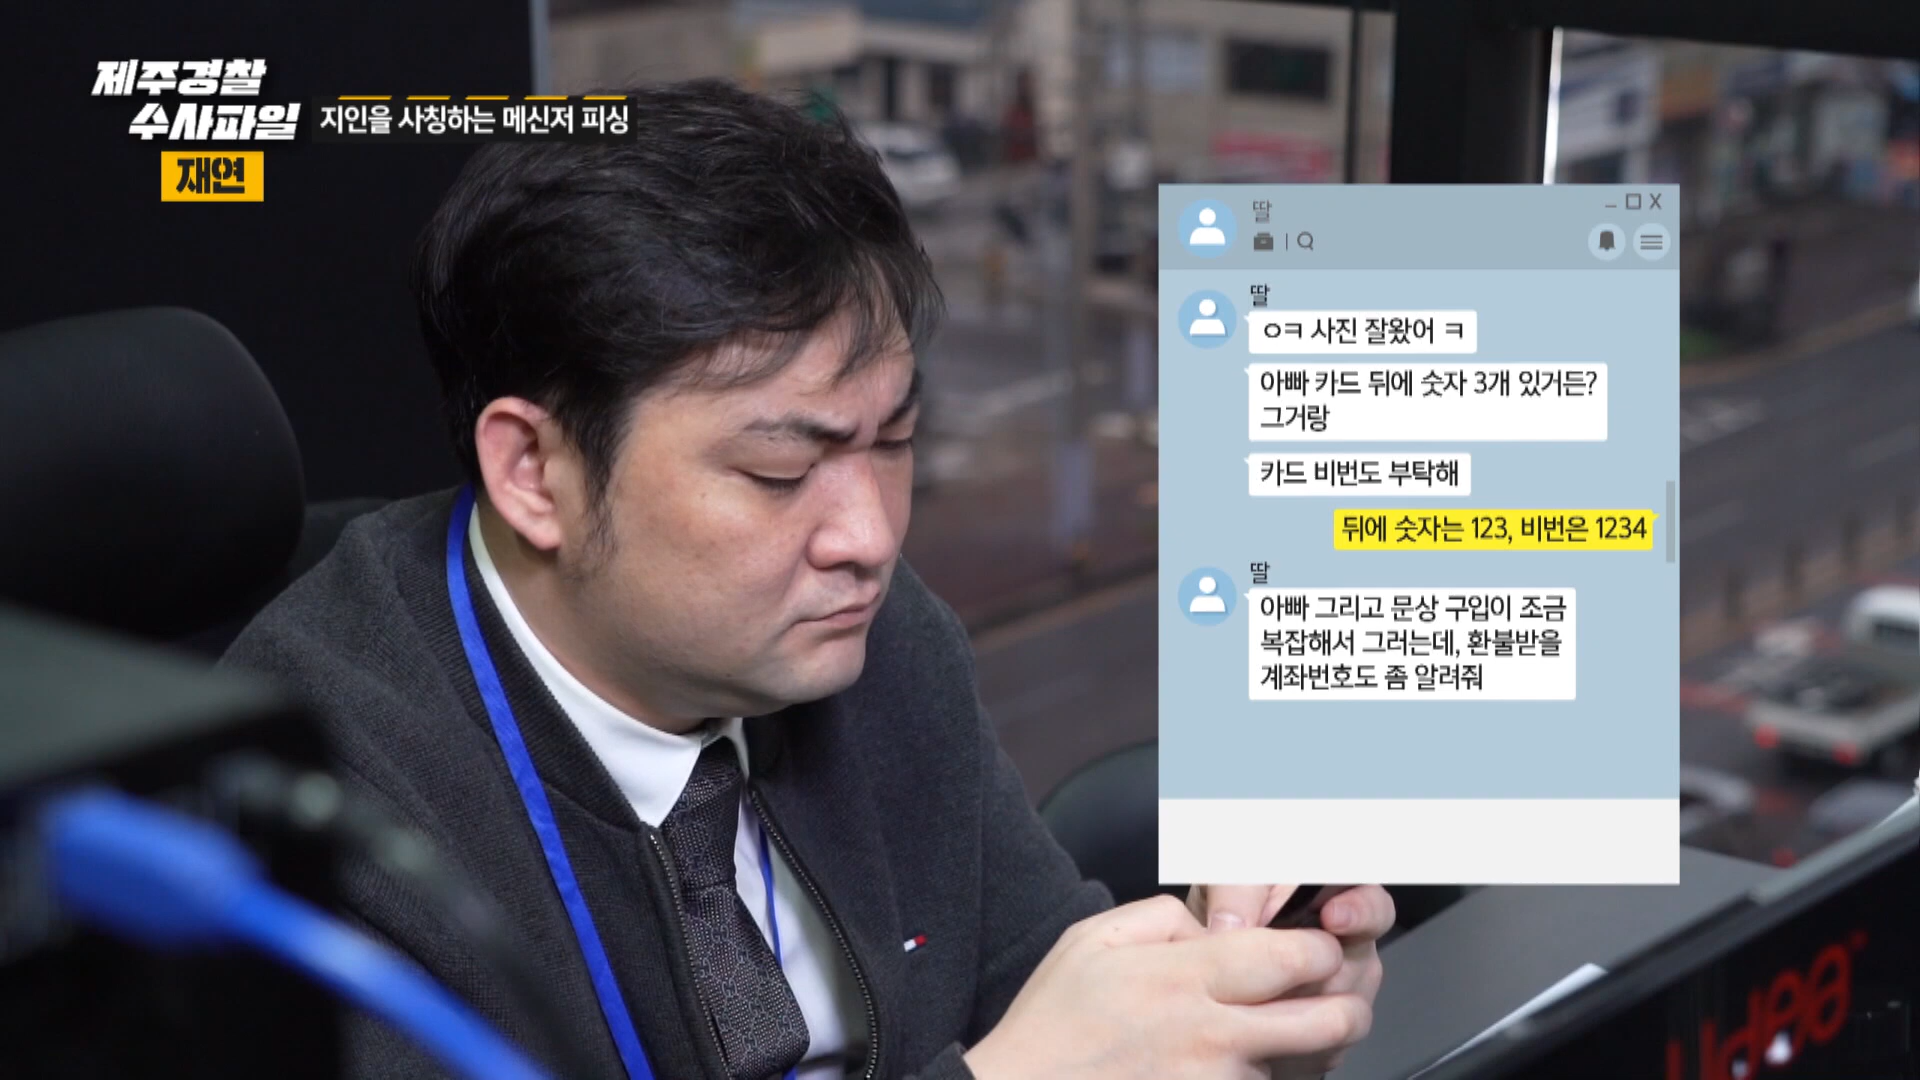 제주경찰
수사파일
재연
지인을 사칭하는 메신저 피싱
딸
딸
ㅇㅋ 사진 잘왔어 ㅋ
아빠 카드 뒤에 숫자 3개 있거든?
그거랑
카드 비번도 부탁해
뒤에 숫자는 123, 비번은 1234
딸
아빠 그리고 문상 구입이 조금
복잡해서 그러는데, 환불받을
계좌번호도 좀 알려줘